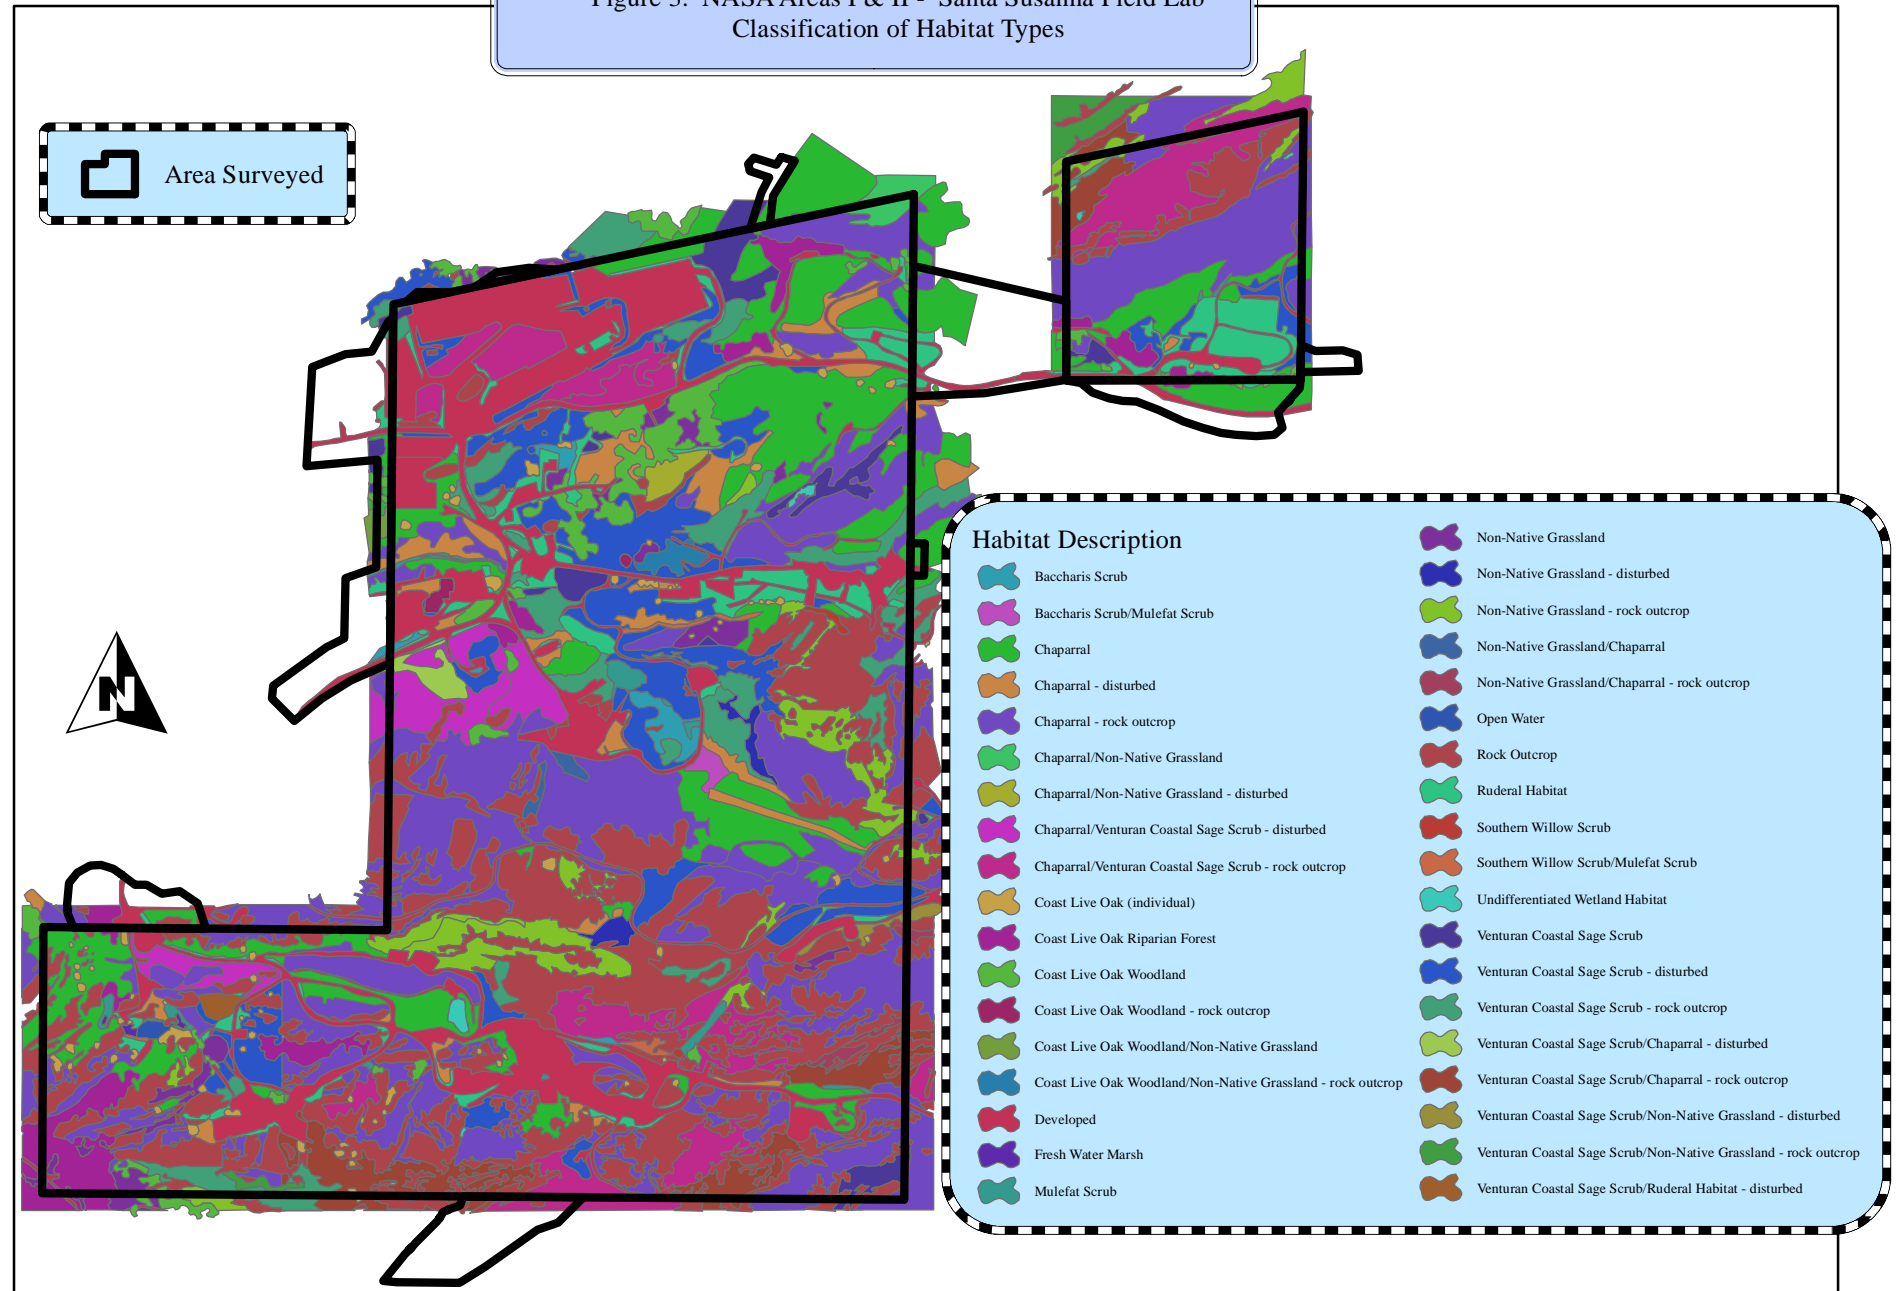 Figure 3. NASA Areas I & II - Santa Susanna Field Lab
Classification of Habitat Types
Area Surveyed
N
Habitat Description
Baccharis Scrub
Baccharis Scrub/Mulefat Scrub
Chaparral
Chaparral - disturbed
Chaparral - rock outcrop
Chaparral/Non-Native Grassland
Chaparral/Non-Native Grassland - disturbed
Chaparral/Venturan Coastal Sage Scrub - disturbed
Chaparral/Venturan Coastal Sage Scrub - rock outcrop
Coast Live Oak (individual)
Coast Live Oak Riparian Forest
Coast Live Oak Woodland
Coast Live Oak Woodland - rock outcrop
Coast Live Oak Woodland/Non-Native Grassland
Coast Live Oak Woodland/Non-Native Grassland - rock outcrop
Developed
Fresh Water Marsh
Mulefat Scrub
Non-Native Grassland
Non-Native Grassland - disturbed
Non-Native Grassland - rock outcrop
Non-Native Grassland/Chaparral
Non-Native Grassland/Chaparral - rock outcrop
Open Water
Rock Outcrop
Ruderal Habitat
Southern Willow Scrub
Southern Willow Scrub/Mulefat Scrub
Undifferentiated Wetland Habitat
Venturan Coastal Sage Scrub
Venturan Coastal Sage Scrub - disturbed
Venturan Coastal Sage Scrub - rock outcrop
Venturan Coastal Sage Scrub/Chaparral - disturbed
Venturan Coastal Sage Scrub/Chaparral - rock outcrop
Venturan Coastal Sage Scrub/Non-Native Grassland - disturbed
Venturan Coastal Sage Scrub/Non-Native Grassland - rock outcrop
Venturan Coastal Sage Scrub/Ruderal Habitat - disturbed